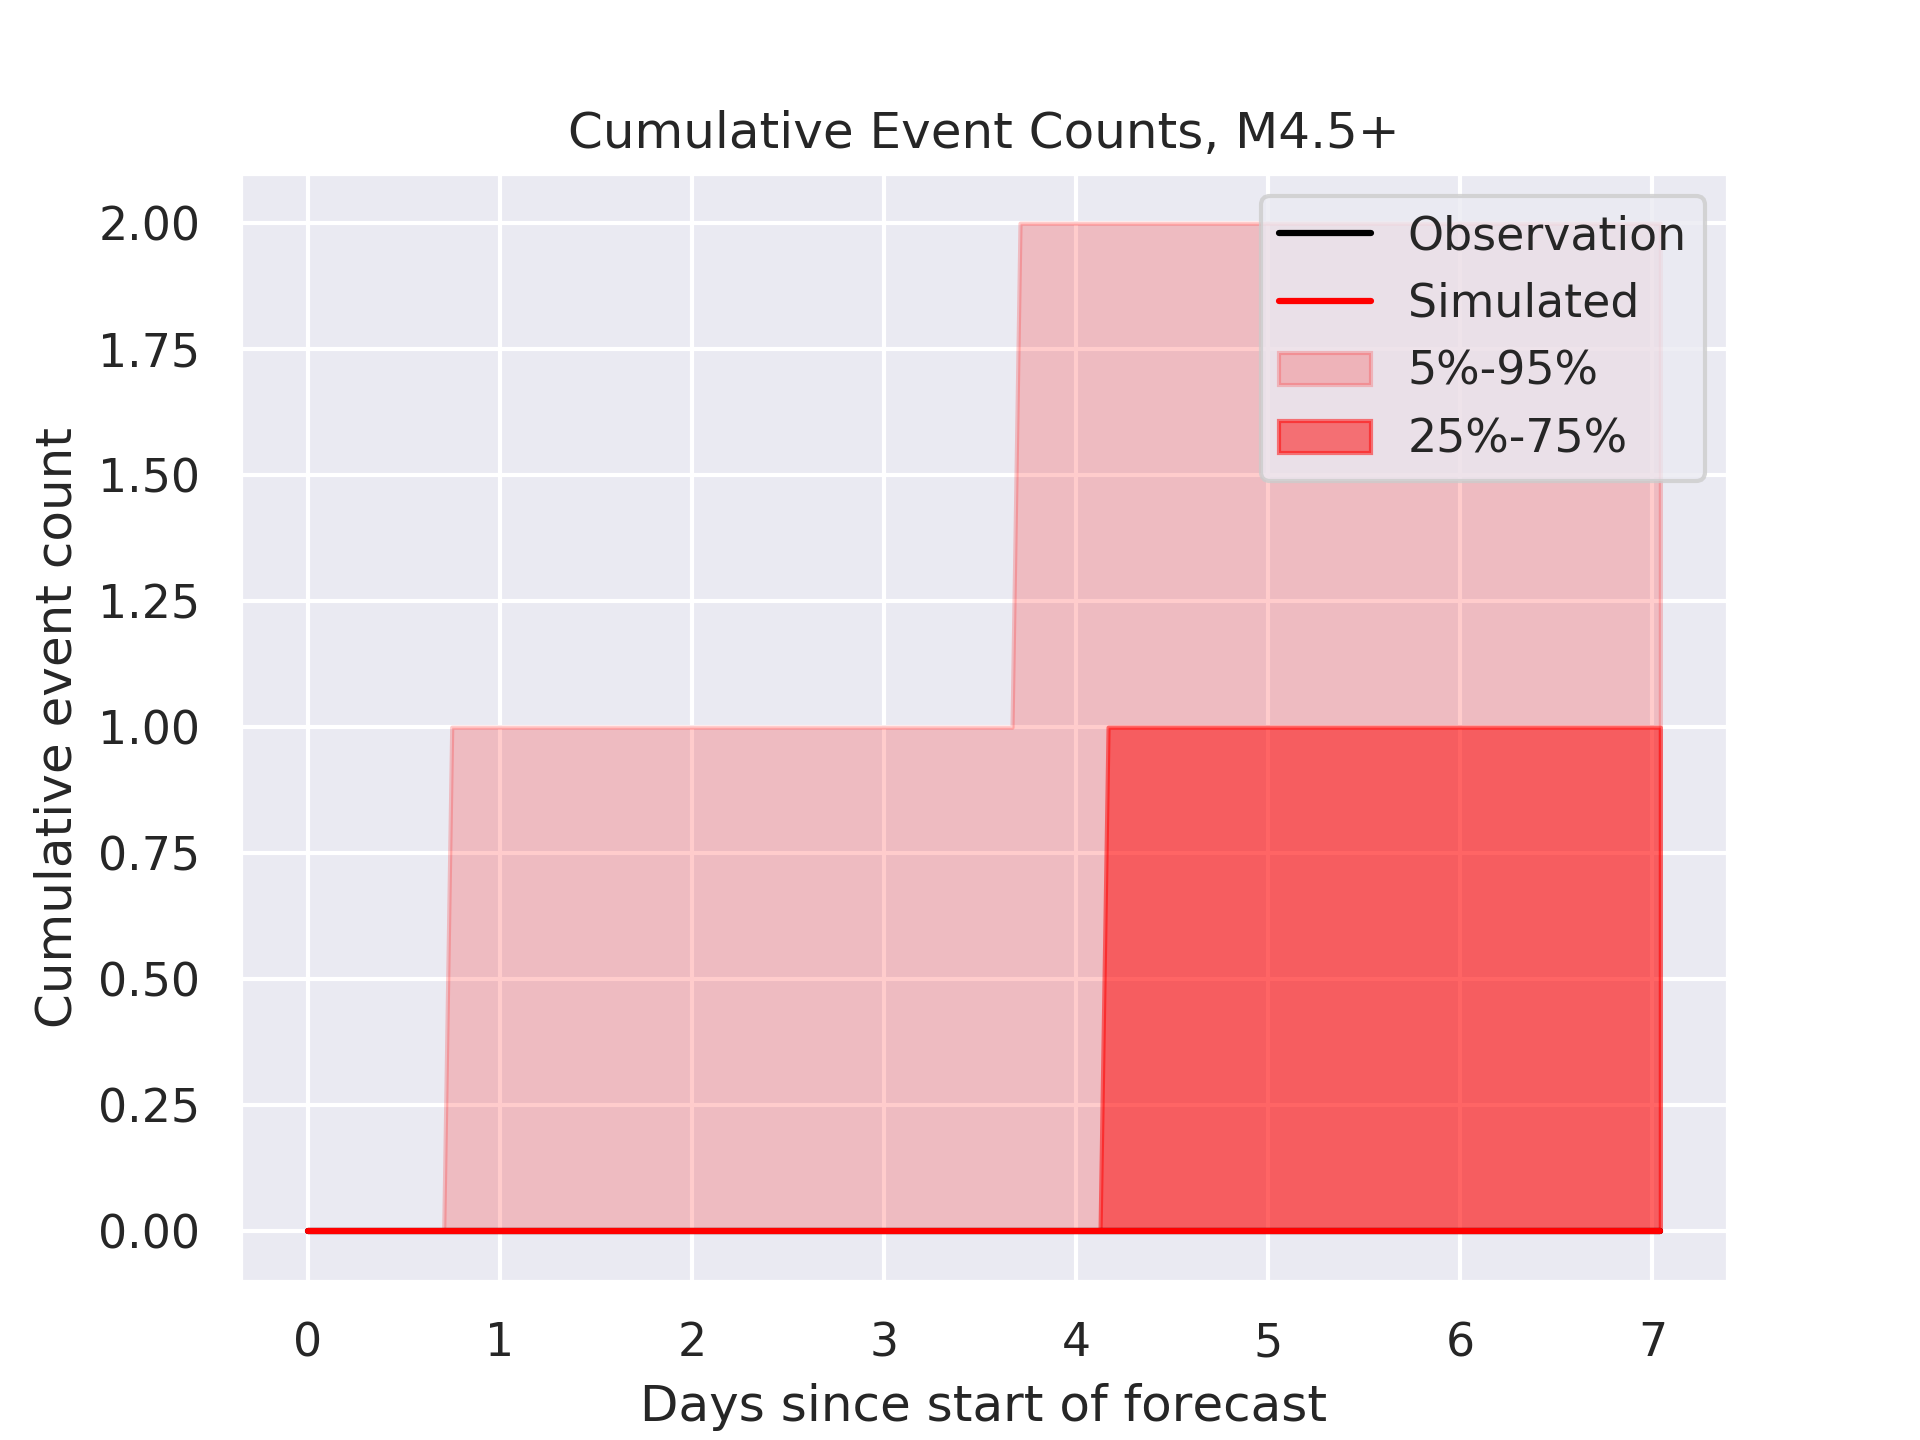 Cumulative Event Counts, M4.5+
Observation
Simulated
5%-95%
25%-75%
2.00
1.75
1.50
1.25
1.00
0.75
0.50
0.25
0.00
Cumulative event count
0 1 2 3 4 5 6 7
Days since start of forecast